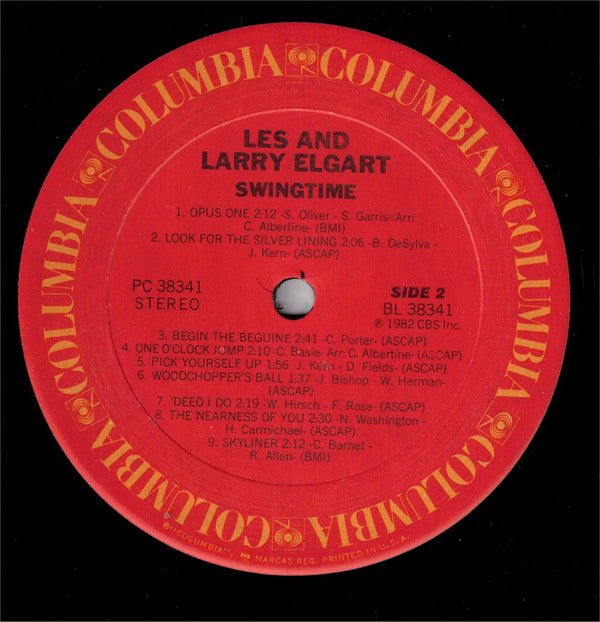 COLUMBIA COLUMBIA COLUMBIA COLUMBIA COLUMBIA COLUMBIA COLUMBIA COLUMBIA
LES AND
LARRY ELGART
SWINGTIME
1. OPUS ONE 2:12 -S. Oliver - S. Garris-/Arr:
C. Albertine- (BMI)
2. LOOK FOR THE SILVER LINING 2:06 -B. DeSylva -
J. Kern- (ASCAP)
PC 38341
STEREO
SIDE 2
BL 38341
℗ 1982 CBS Inc.
3. BEGIN THE BEGUINE 2:41 -C. Porter- (ASCAP)
4. ONE O'CLOCK JUMP 2:10 -C. Basie- Arr: C. Albertine- (ASCAP)
5. PICK YOURSELF UP 1:56 -J. Kern - D. Fields- (ASCAP)
6. WOODCHOPPER'S BALL 1:37 -J. Bishop - W. Herman-
(ASCAP)
7. 'DEED I DO 2:19 -W. Hirsch - F. Rose- (ASCAP)
8. THE NEARNESS OF YOU 2:30 -N. Washington -
H. Carmichael- (ASCAP)
9. SKYLINER 2:12 -C. Barnet -
R. Allen- (BMI)
®"COLUMBIA", MARCAS REG. PRINTED IN U.S.A.